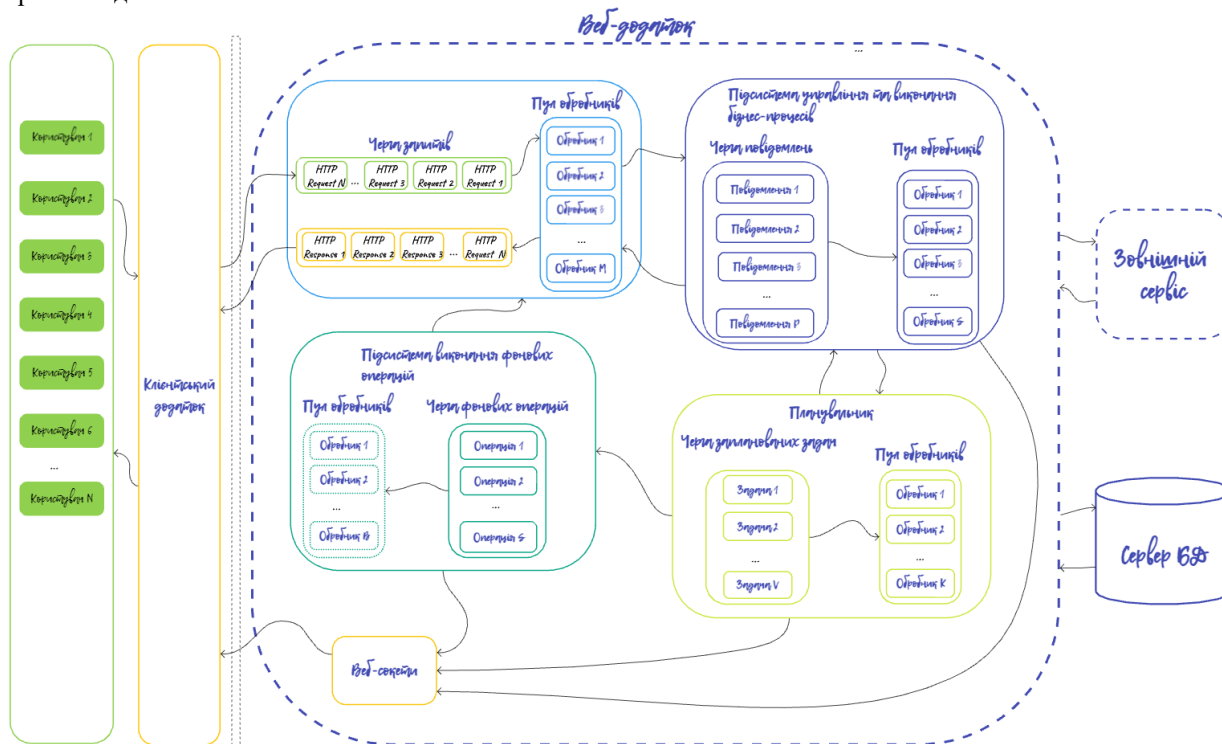 Веб-додаток
...
Користувач 1
Користувач 2
Користувач 3
Користувач 4
Користувач 5
Користувач 6
...
Користувач N
Клієнтський
додаток
Черга запитів
HTTP
Request N
...
HTTP
Request 3
HTTP
Request 2
HTTP
Request 1
HTTP
Response 1
HTTP
Response 2
HTTP
Response 3
...
HTTP
Request N
Пул обробників
Обробник 1
Обробник 2
Обробник 3
...
Обробник M
Підсистема управління та виконання
бізнес-процесів
Черга повідомлень
Повідомлення 1
Повідомлення 2
Повідомлення 3
...
Повідомлення P
Пул обробників
Обробник 1
Обробник 2
Обробник 3
...
Обробник S
Зовнішній
сервіс
Підсистема виконання фонових
операцій
Пул обробників
Обробник 1
Обробник 2
...
Обробник B
Черга фонових операцій
Операція 1
Операція 2
...
Операція S
Планувальник
Черга запланованих задач
Задача 1
Задача 2
...
Задача V
Пул обробників
Обробник 1
Обробник 2
...
Обробник K
Сервер БД
Веб-сокети